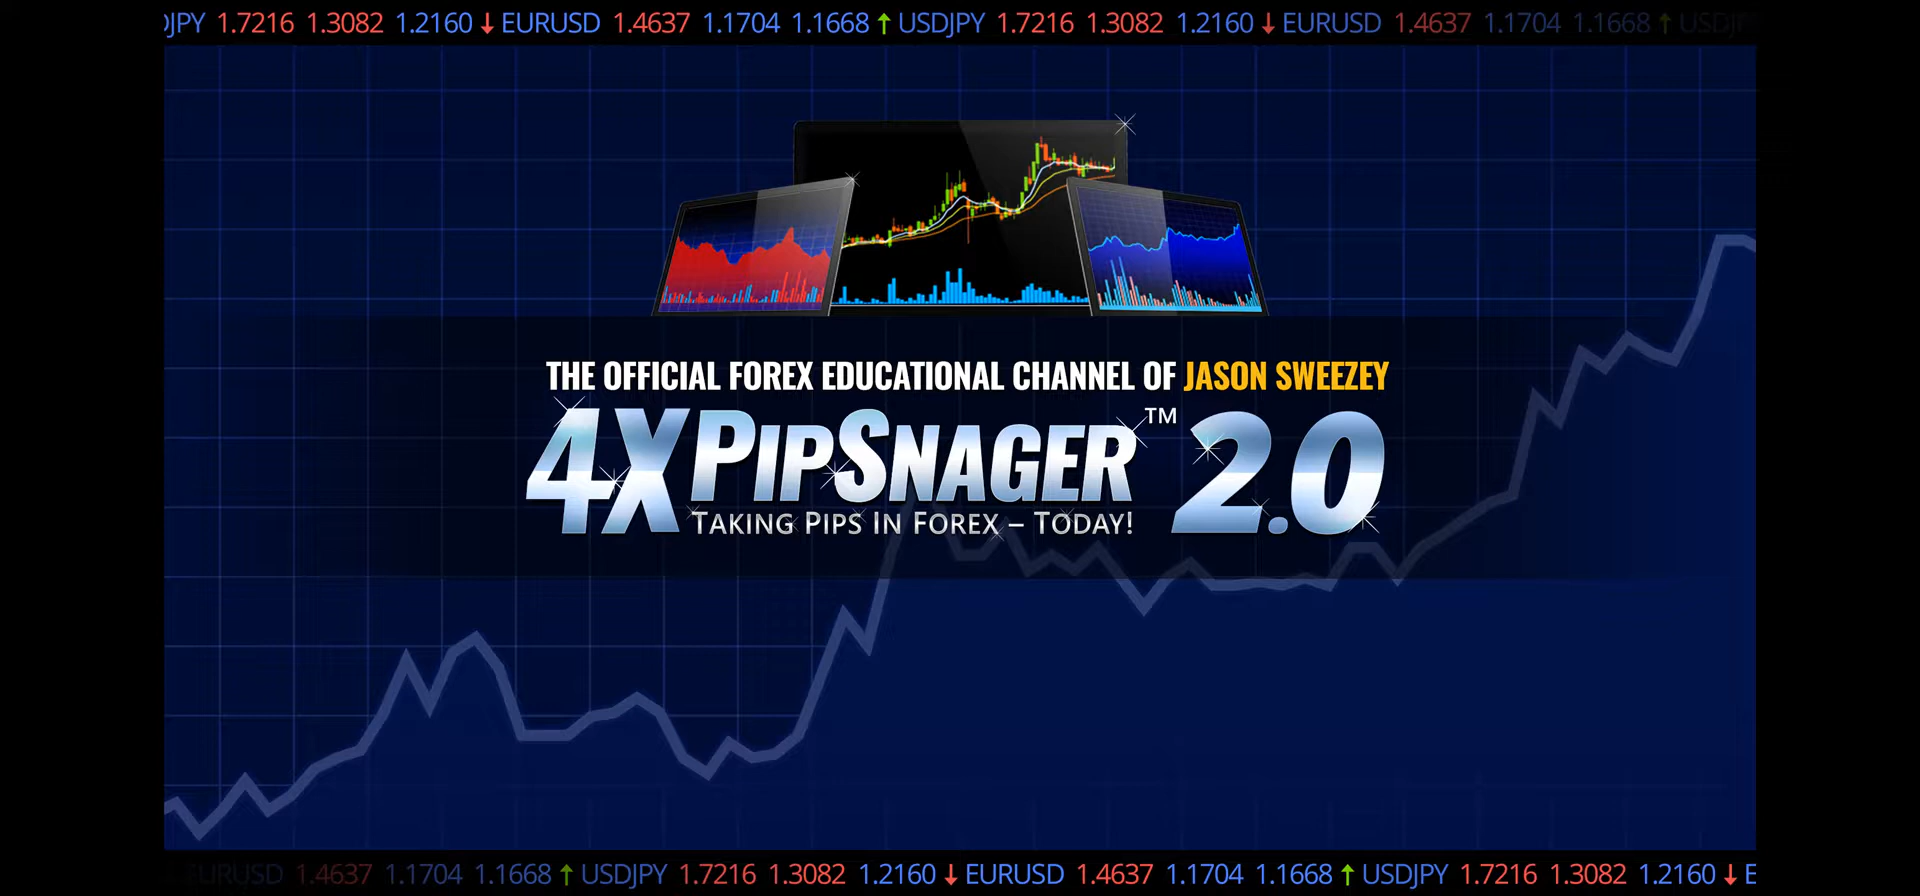 USDJPY 1.7216 1.3082 1.2160 ↓ EURUSD 1.4637 1.1704 1.1668 ↑ USDJPY 1.7216 1.3082 1.2160 ↓ EURUSD 1.4637 1.1704 1.1668 ↑ USDJPY
THE OFFICIAL FOREX EDUCATIONAL CHANNEL OF JASON SWEEZEY
4X PIPSNAGER™ 2.0
TAKING PIPS IN FOREX – TODAY!
EURUSD 1.4637 1.1704 1.1668 ↑ USDJPY 1.7216 1.3082 1.2160 ↓ EURUSD 1.4637 1.1704 1.1668 ↑ USDJPY 1.7216 1.3082 1.2160 ↓ E